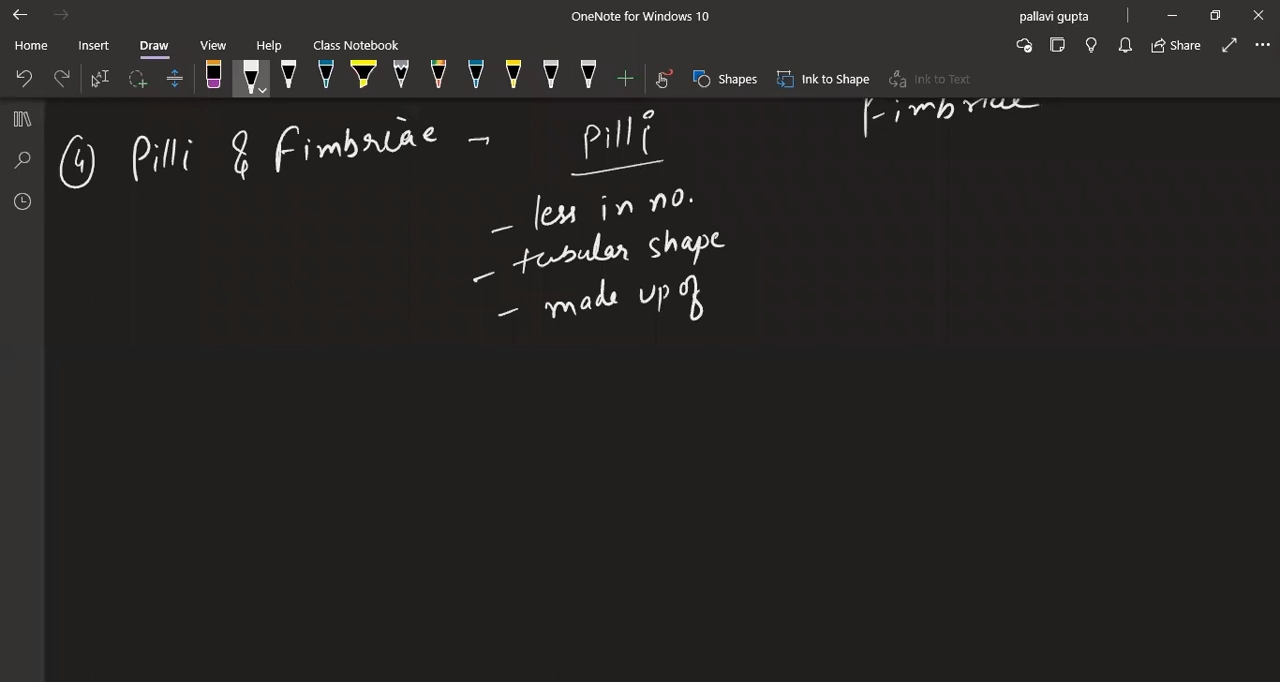 OneNote for Windows 10
pallavi gupta
Home Insert Draw View Help Class Notebook
Share
Shapes
Ink to Shape
Ink to Text
Fimbriae
④ Pilli & Fimbriae - Pilli
- less in no.
- tubular shape
- made up of